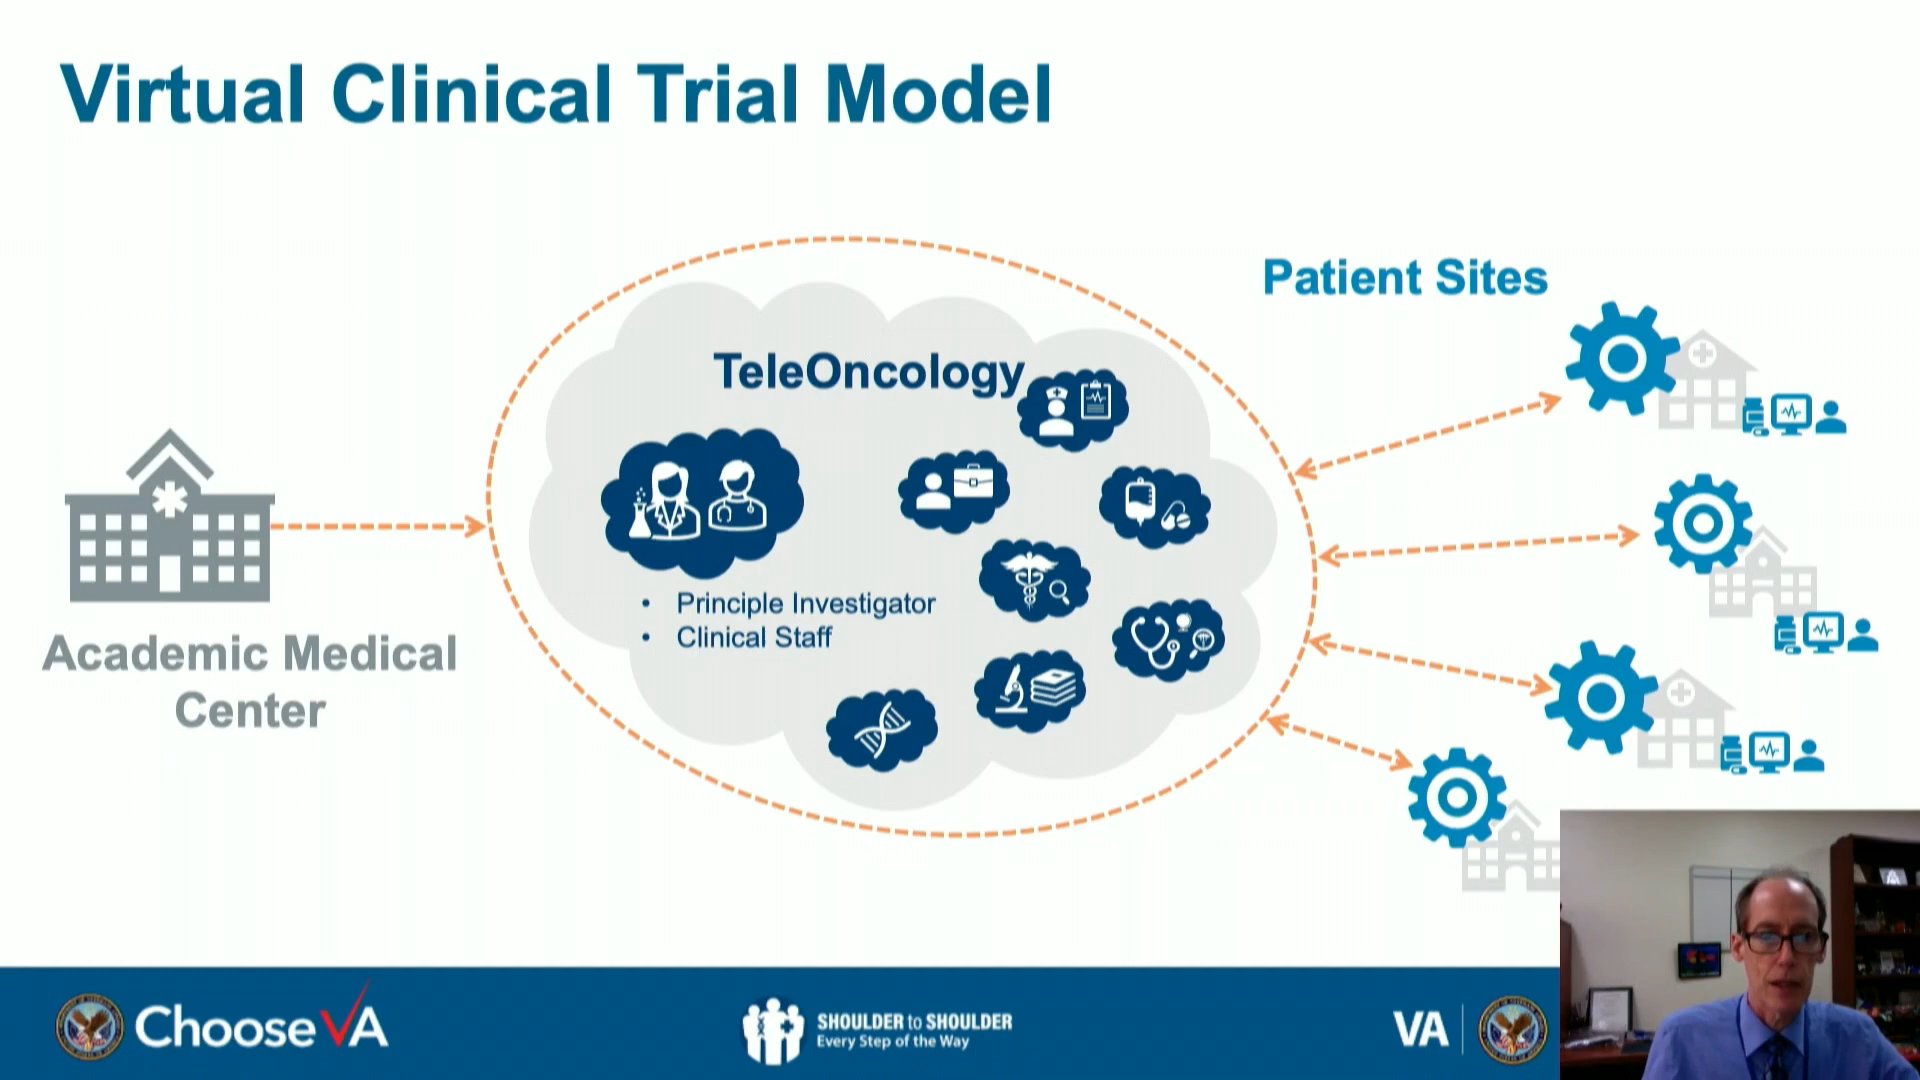 Virtual Clinical Trial Model
Patient Sites
TeleOncology
• Principle Investigator
• Clinical Staff
Academic Medical
Center
Choose VA
SHOULDER to SHOULDER
Every Step of the Way
VA